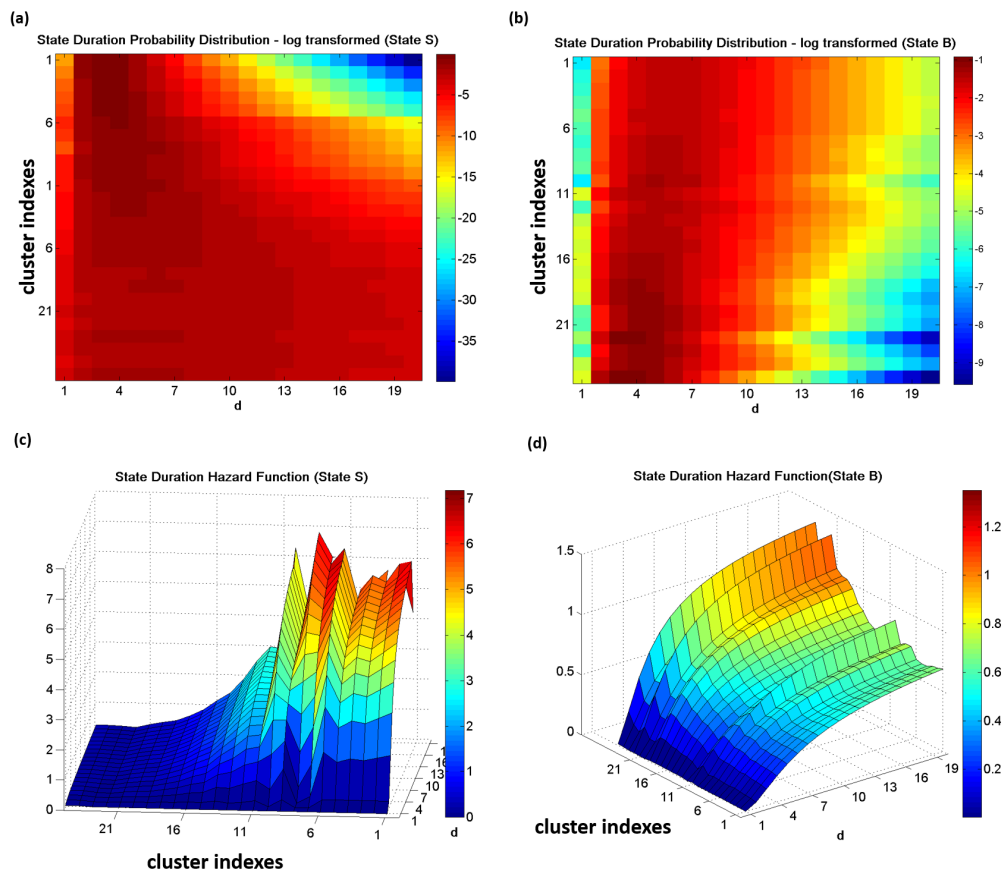 (a)
State Duration Probability Distribution - log transformed (State S)
1
6
1
6
21
cluster indexes
1 4 7 10 13 16 19
d
-5
-10
-15
-20
-25
-30
-35
(b)
State Duration Probability Distribution - log transformed (State B)
1
6
11
16
21
cluster indexes
1 4 7 10 13 16 19
d
-1
-2
-3
-4
-5
-6
-7
-8
-9
(c)
State Duration Hazard Function (State S)
8
7
6
5
4
3
2
1
0
21 16 11 6 1
cluster indexes
1
4
7
10
13
16
1
d
7
6
5
4
3
2
1
0
(d)
State Duration Hazard Function(State B)
1.5
1
0.5
0
21 16 11 6 1
cluster indexes
1 4 7 10 13 16 19
d
1.2
1
0.8
0.6
0.4
0.2